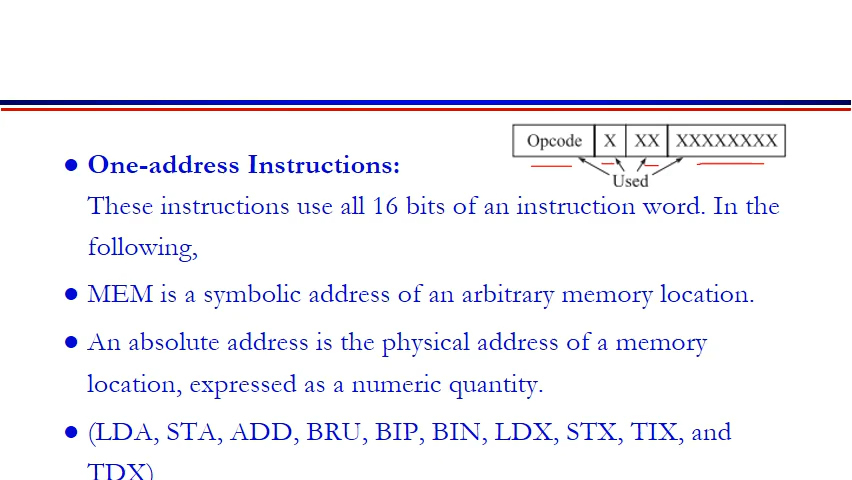 Opcode X XX XXXXXXXX
Used
● One-address Instructions:
These instructions use all 16 bits of an instruction word. In the
following,
● MEM is a symbolic address of an arbitrary memory location.
● An absolute address is the physical address of a memory
location, expressed as a numeric quantity.
● (LDA, STA, ADD, BRU, BIP, BIN, LDX, STX, TIX, and
TDX)